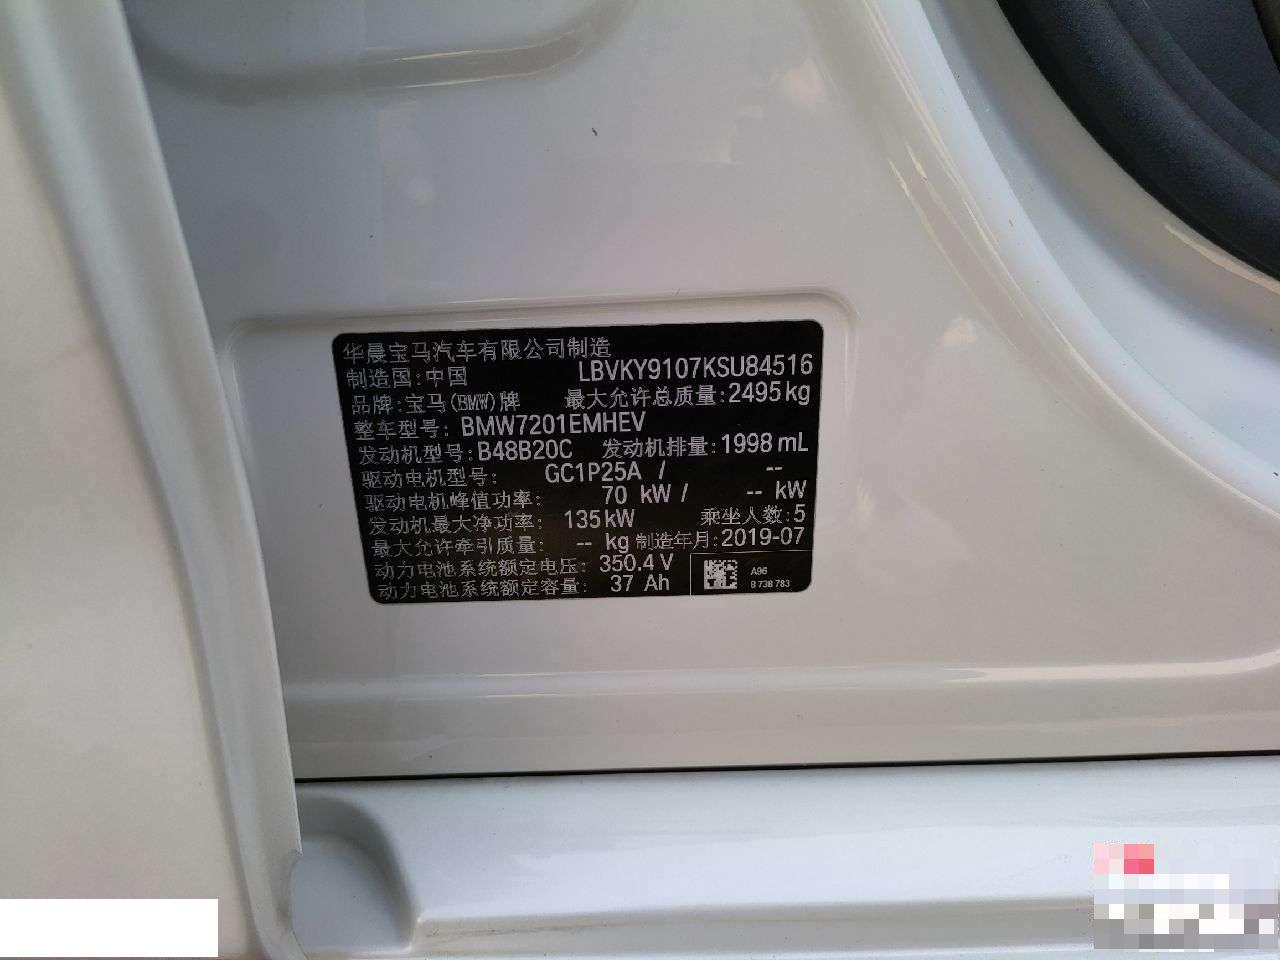 华晨宝马汽车有限公司制造
制造国:中国 LBVKY9107KSU84516
品牌:宝马(BMW)牌 最大允许总质量:2495kg
整车型号: BMW7201EMHEV
发动机型号:B48B20C 发动机排量:1998 mL
驱动电机型号: GC1P25A / --
驱动电机峰值功率: 70 kW / -- kW
发动机最大净功率: 135kW 乘坐人数:5
最大允许牵引质量: -- kg 制造年月:2019-07
动力电池系统额定电压: 350.4 V
动力电池系统额定容量: 37 Ah
A96
8 738 783